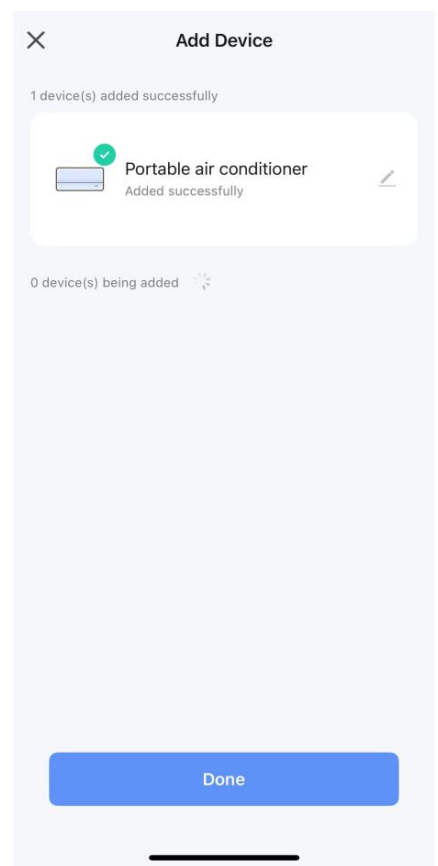 Add Device
1 device(s) added successfully
Portable air conditioner
Added successfully
0 device(s) being added
Done